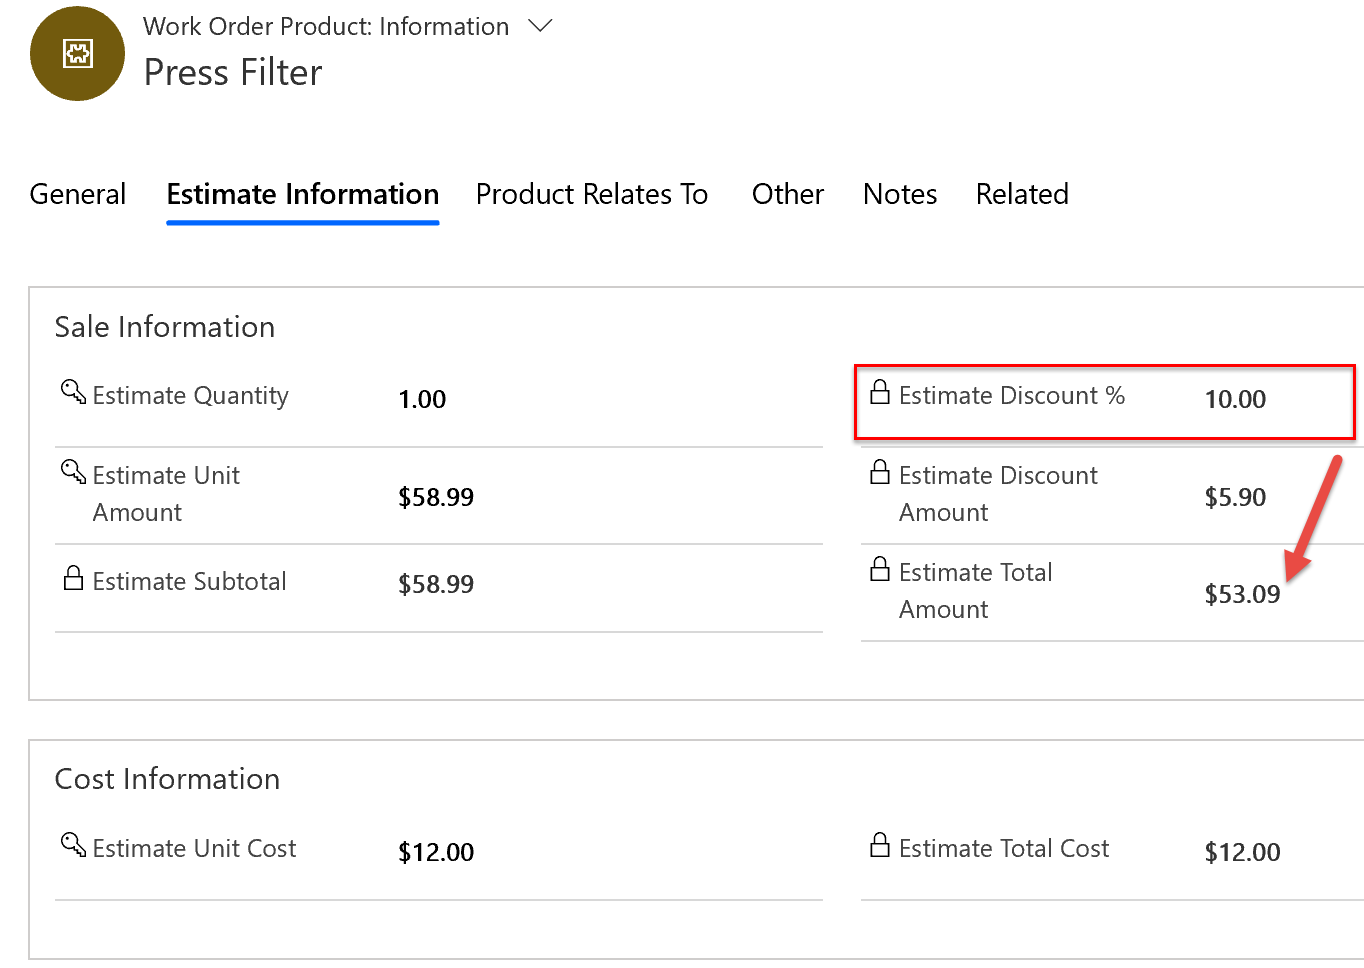 Work Order Product: Information
Press Filter
General Estimate Information Product Relates To Other Notes Related
Sale Information
Estimate Quantity 1.00
Estimate Unit Amount $58.99
Estimate Subtotal $58.99
Estimate Discount % 10.00
Estimate Discount Amount $5.90
Estimate Total Amount $53.09
Cost Information
Estimate Unit Cost $12.00
Estimate Total Cost $12.00